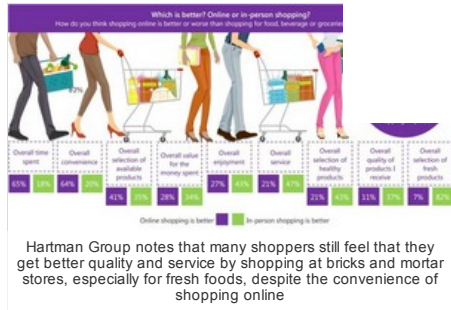 Which is better? Online or in-person shopping?
How do you think shopping online is better or worse than shopping for food, beverage or groceries
Overall time spent
Overall convenience
Overall selection of available products
Overall value for the money spent
Overall enjoyment
Overall service
Overall selection of healthy products
Overall quality of products I receive
Overall selection of fresh products
65% 18% 64% 20% 41% 35% 28% 34% 27% 43% 21% 47% 21% 43% 11% 37% 7% 82%
Online shopping is better In-person shopping is better
Hartman Group notes that many shoppers still feel that they
get better quality and service by shopping at bricks and mortar
stores, especially for fresh foods, despite the convenience of
shopping online